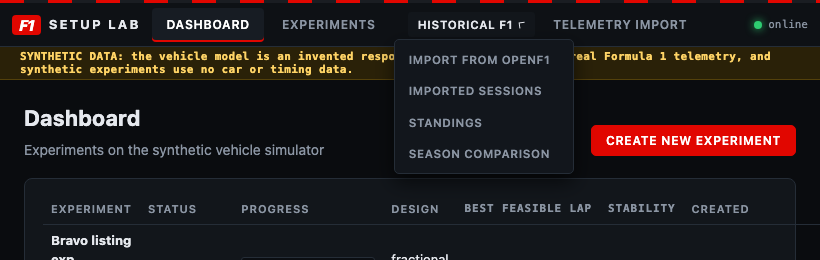 F1 SETUP LAB DASHBOARD EXPERIMENTS HISTORICAL F1 TELEMETRY IMPORT online
SYNTHETIC DATA: the vehicle model is an invented respo eal Formula 1 telemetry, and
synthetic experiments use no car or timing data.
IMPORT FROM OPENF1
IMPORTED SESSIONS
STANDINGS
SEASON COMPARISON
Dashboard
Experiments on the synthetic vehicle simulator
CREATE NEW EXPERIMENT
EXPERIMENT STATUS PROGRESS DESIGN BEST FEASIBLE LAP STABILITY CREATED
Bravo listing
exp
fractional